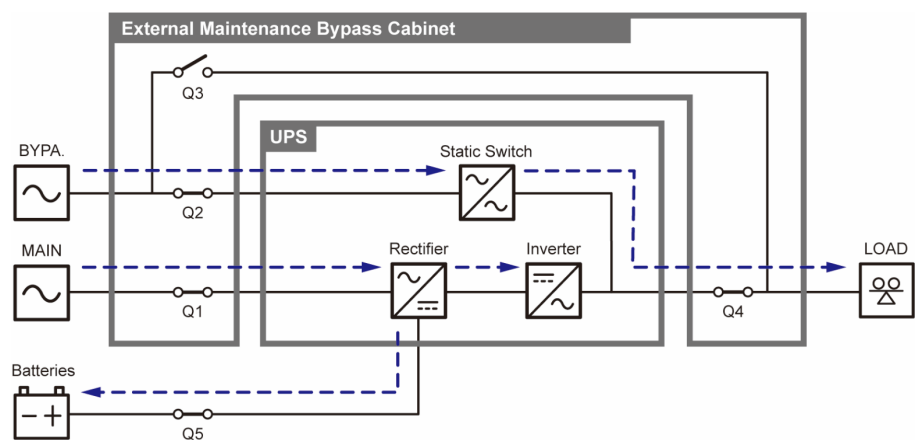 External Maintenance Bypass Cabinet
Q3
UPS
BYPA.
Static Switch
Q2
MAIN
Rectifier
Inverter
LOAD
Q1
Q4
Batteries
Q5